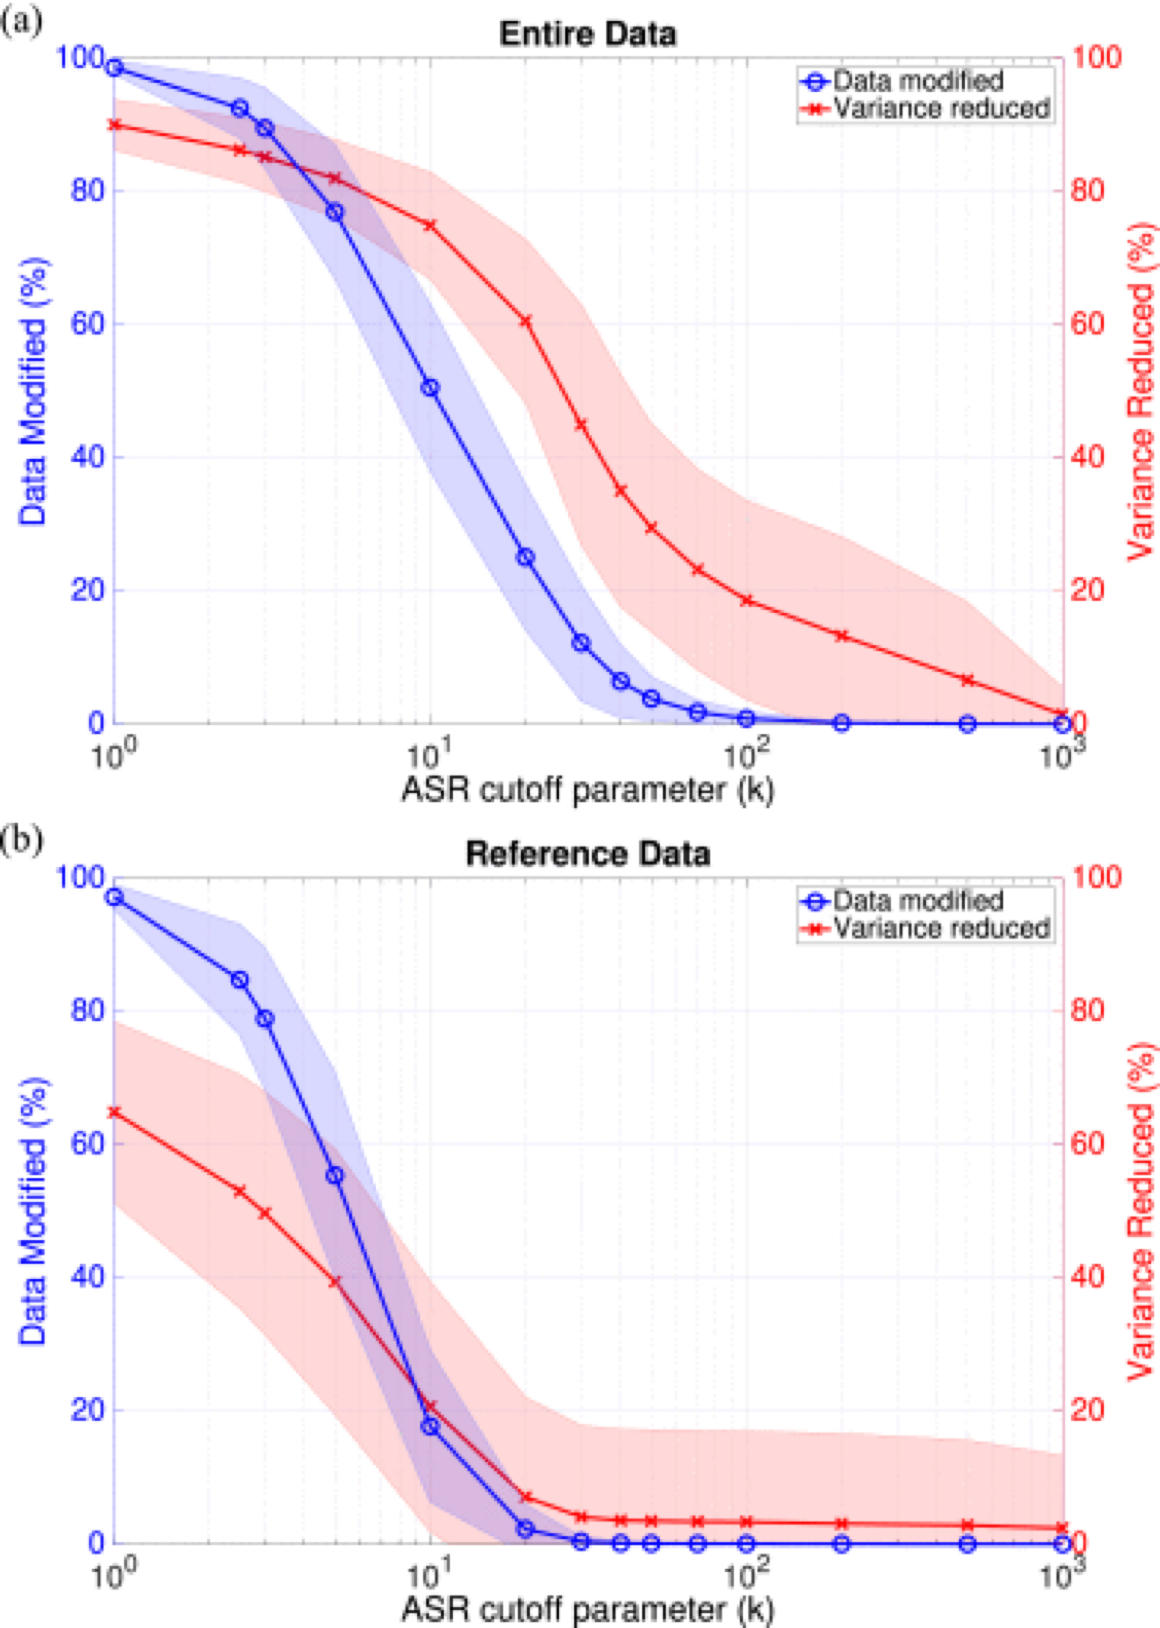 (a)
Entire Data
Data modified
Variance reduced
100
80
60
40
20
0
Data Modified (%)
100
80
60
40
20
0
Variance Reduced (%)
10^0 10^1 10^2 10^3
ASR cutoff parameter (k)
(b)
Reference Data
Data modified
Variance reduced
100
80
60
40
20
0
Data Modified (%)
100
80
60
40
20
0
Variance Reduced (%)
10^0 10^1 10^2 10^3
ASR cutoff parameter (k)